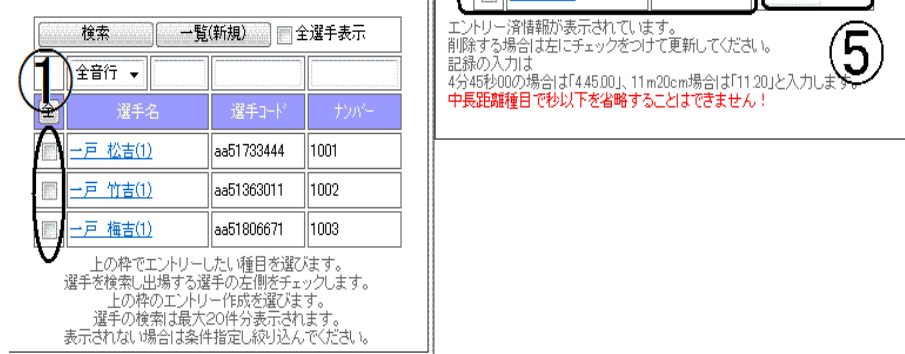 検索 一覧(新規) 全選手表示
① 全音行
全 選手名 選手コード ナンバー
一戸 松吉(1) aa51733444 1001
一戸 竹吉(1) aa51363011 1002
一戸 梅吉(1) aa51806671 1003
上の枠でエントリーしたい種目を選びます。
選手を検索し出場する選手の左側をチェックします。
上の枠のエントリー作成を選びます。
選手の検索は最大20件分表示されます。
表示されない場合は条件指定し絞り込んでください。
エントリー済情報が表示されています。
削除する場合は左にチェックをつけて更新してください。
記録の入力は
4分45秒00の場合は「4.45.00」、11m20cm場合は「11.20」と入力します。
中長距離種目で秒以下を省略することはできません！
⑤